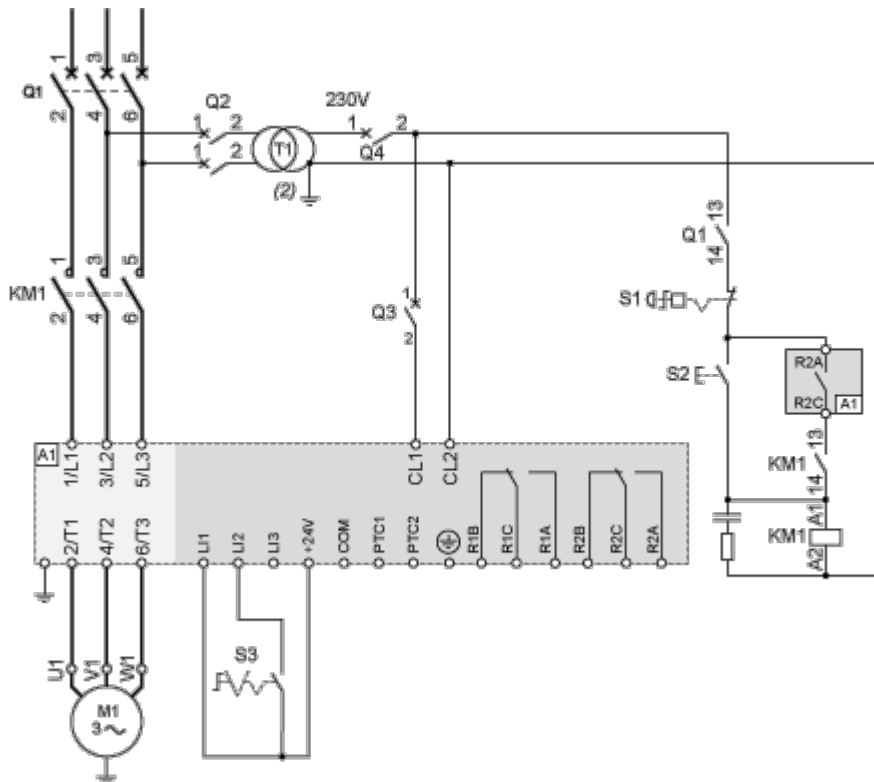 1 3 5
Q1
2 4 6
Q2
1 2
1 2
T1
(2)
230V
1 2
Q4
KM1
1 3 5
2 4 6
Q3
1
2
Q1
13
14
S1
S2
R2A
R2C
A1
KM1
13
14
KM1
A1
A2
A1
1/L1 3/L2 5/L3
CL1 CL2
2/T1 4/T2 6/T3
LI1 LI2 LI3 +24V COM PTC1 PTC2 R1B R1C R1A R2B R2C R2A
S3
U1 V1 W1
M1
3~